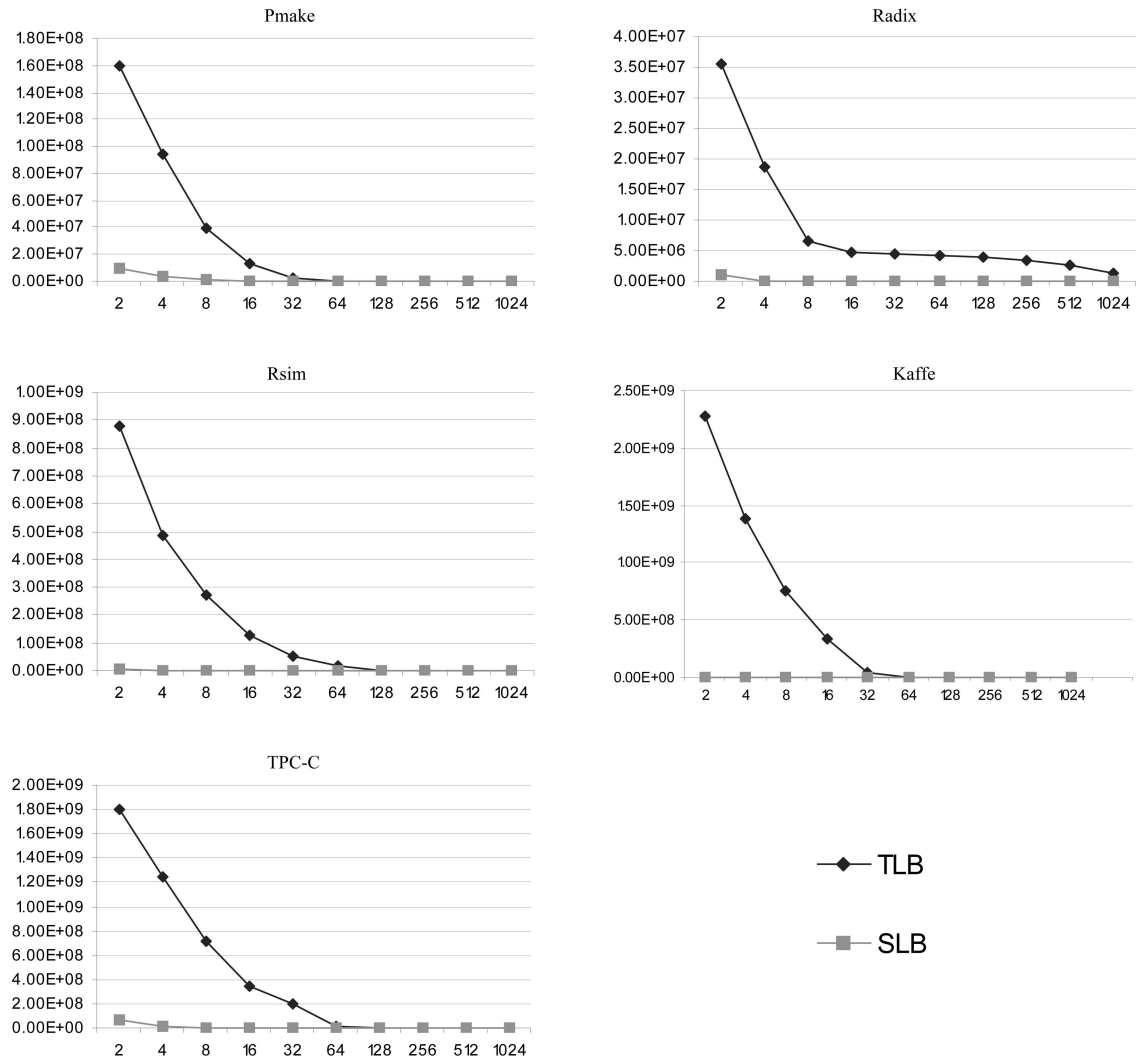 Pmake
1.80E+08
1.60E+08
1.40E+08
1.20E+08
1.00E+08
8.00E+07
6.00E+07
4.00E+07
2.00E+07
0.00E+00
2 4 8 16 32 64 128 256 512 1024
Radix
4.00E+07
3.50E+07
3.00E+07
2.50E+07
2.00E+07
1.50E+07
1.00E+07
5.00E+06
0.00E+00
2 4 8 16 32 64 128 256 512 1024
Rsim
1.00E+09
9.00E+08
8.00E+08
7.00E+08
6.00E+08
5.00E+08
4.00E+08
3.00E+08
2.00E+08
1.00E+08
0.00E+00
2 4 8 16 32 64 128 256 512 1024
Kaffe
2.50E+09
2.00E+09
1.50E+09
1.00E+09
5.00E+08
0.00E+00
2 4 8 16 32 64 128 256 512 1024
TPC-C
2.00E+09
1.80E+09
1.60E+09
1.40E+09
1.20E+09
1.00E+09
8.00E+08
6.00E+08
4.00E+08
2.00E+08
0.00E+00
2 4 8 16 32 64 128 256 512 1024
TLB
SLB